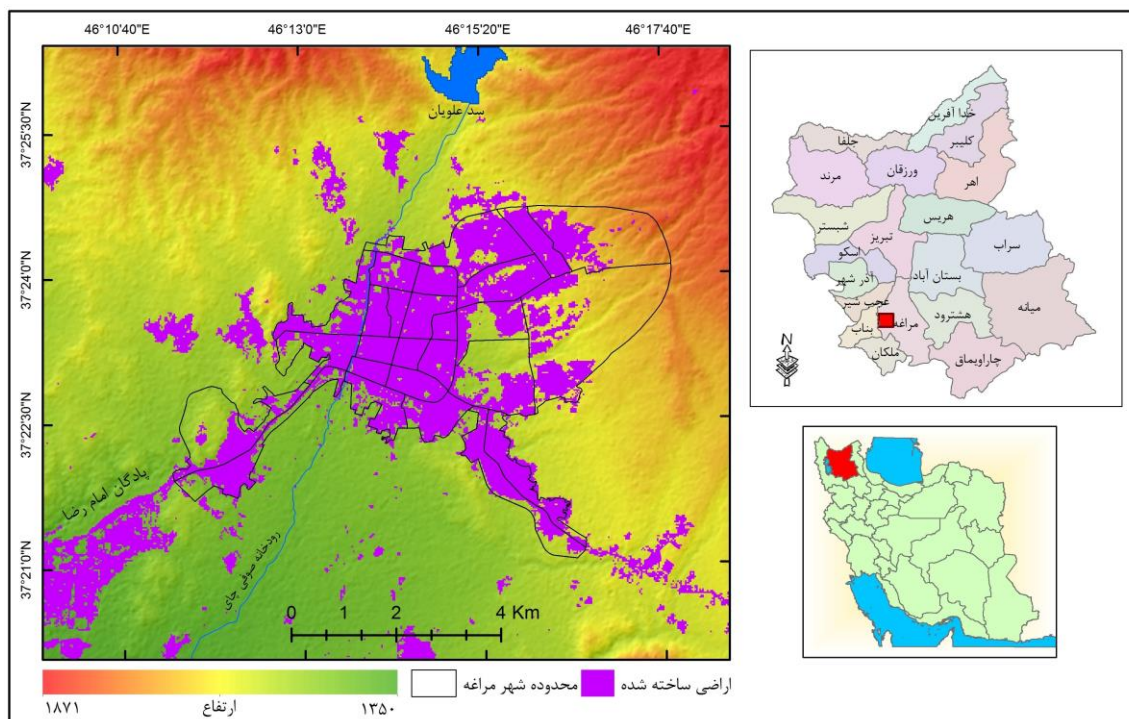 46°10'40"E
46°13'0"E
46°15'20"E
46°17'40"E
37°25'30"N
37°24'0"N
37°22'30"N
37°21'0"N
سد علویان
پادگان امام رضا
رودخانه صوفی چای
0 1 2 4 Km
۱۸۷۱ ارتفاع ۱۳۵۰
محدوده شهر مراغه
اراضی ساخته شده
خدا آفرین
کلیبر
جلفا
ورزقان
اهر
مرند
هریس
شبستر
تبریز
سراب
اسکو
بستان آباد
آذر شهر
میانه
عجب شیر
هشترود
مراغه
بناب
ملکان
چاراویماق
N